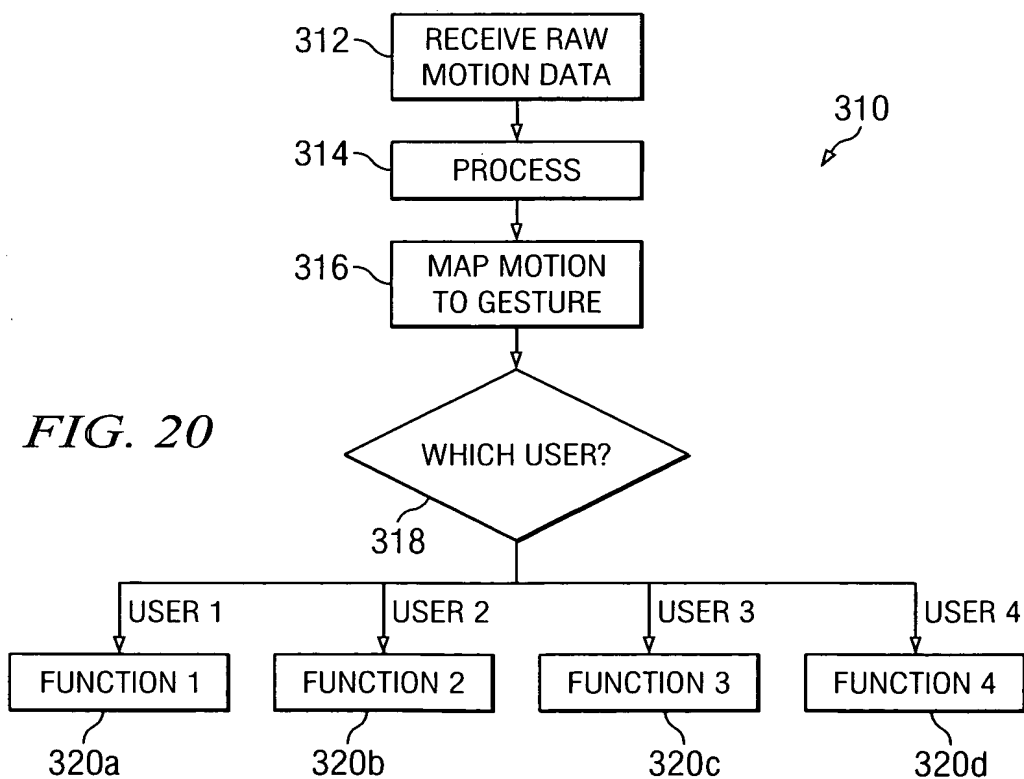 312
RECEIVE RAW
MOTION DATA
310
314
PROCESS
316
MAP MOTION
TO GESTURE
FIG. 20
WHICH USER?
318
USER 1
USER 2
USER 3
USER 4
FUNCTION 1
FUNCTION 2
FUNCTION 3
FUNCTION 4
320a
320b
320c
320d